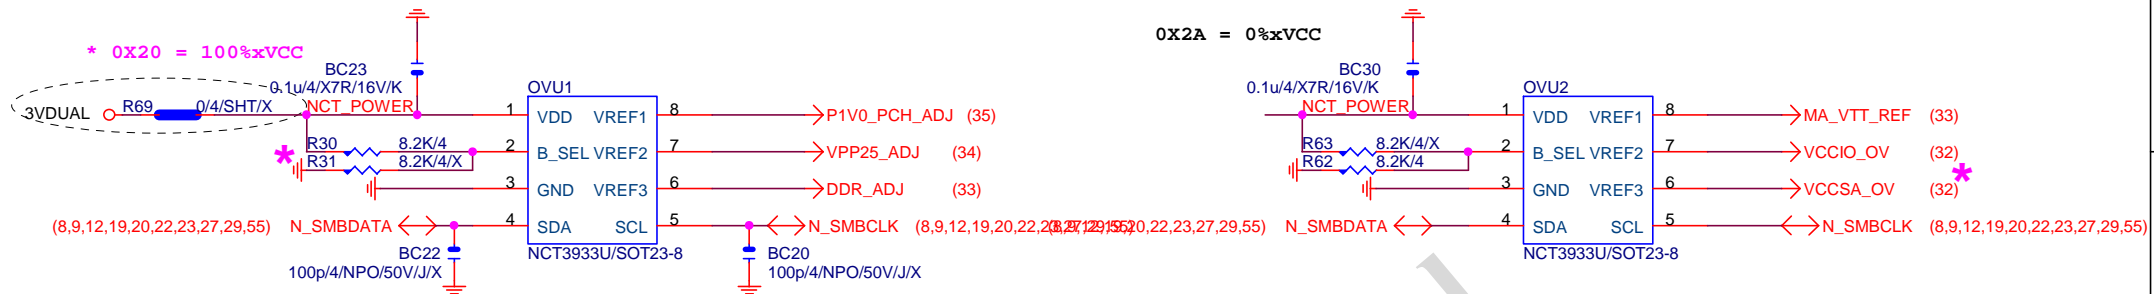 * 0X20 = 100%xVCC
3VDUAL
R69
0/4/SHT/X
NCT_POWER
BC23
0.1u/4/X7R/16V/K
R30
8.2K/4
R31
8.2K/4/X
*
OVU1
1 VDD VREF1 8
P1V0_PCH_ADJ (35)
2 B_SEL VREF2 7
VPP25_ADJ (34)
3 GND VREF3 6
DDR_ADJ (33)
(8,9,12,19,20,22,23,27,29,55) N_SMBDATA
4 SDA SCL 5
N_SMBCLK
NCT3933U/SOT23-8
BC22
100p/4/NPO/50V/J/X
BC20
100p/4/NPO/50V/J/X
0X2A = 0%xVCC
BC30
0.1u/4/X7R/16V/K
NCT_POWER
R63
8.2K/4/X
R62
8.2K/4
OVU2
1 VDD VREF1 8
MA_VTT_REF (33)
2 B_SEL VREF2 7
VCCIO_OV (32)
3 GND VREF3 6
VCCSA_OV (32)
*
N_SMBDATA
4 SDA SCL 5
N_SMBCLK (8,9,12,19,20,22,23,27,29,55)
NCT3933U/SOT23-8